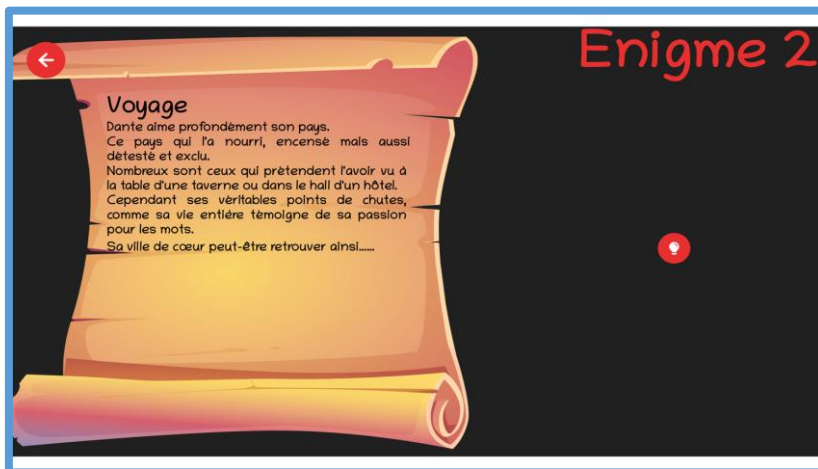 Enigme 2
Voyage
Dante aime profondément son pays.
Ce pays qui l'a nourri, encensé mais aussi
détesté et exclu.
Nombreux sont ceux qui prétendent l'avoir vu à
la table d'une taverne ou dans le hall d'un hôtel.
Cependant ses véritables points de chutes,
comme sa vie entière témoigne de sa passion
pour les mots.
Sa ville de cœur peut-être retrouver ainsi......